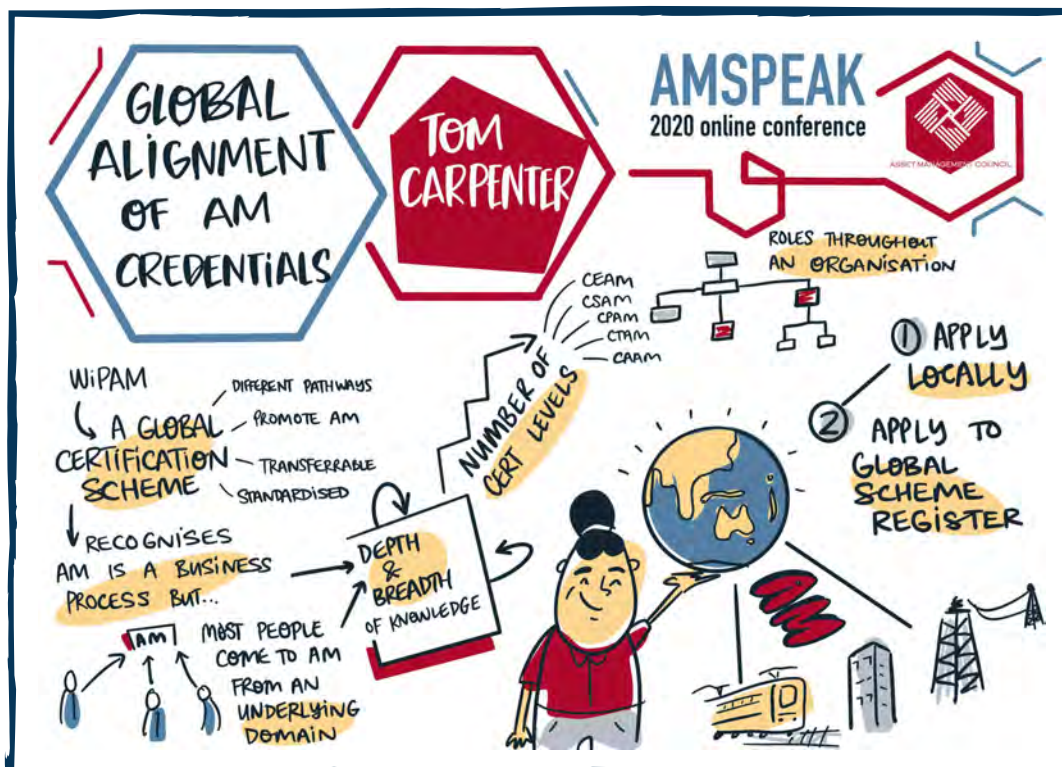 GLOBAL
ALIGNMENT
OF AM
CREDENTIALS
TOM
CARPENTER
AMSPEAK
2020 online conference
ASSET MANAGEMENT COUNCIL
WiPAM
A GLOBAL
CERTIFICATION
SCHEME
DIFFERENT PATHWAYS
PROMOTE AM
TRANSFERRABLE
STANDARDISED
RECOGNISES
AM IS A BUSINESS
PROCESS BUT...
AM
MOST PEOPLE
COME TO AM
FROM AN
UNDERLYING
DOMAIN
DEPTH
&
BREADTH
OF KNOWLEDGE
NUMBER OF
CERT LEVELS
CEAM
CSAM
CPAM
CTAM
CAAM
ROLES THROUGHOUT
AN ORGANISATION
1 APPLY
LOCALLY
2 APPLY TO
GLOBAL
SCHEME
REGISTER